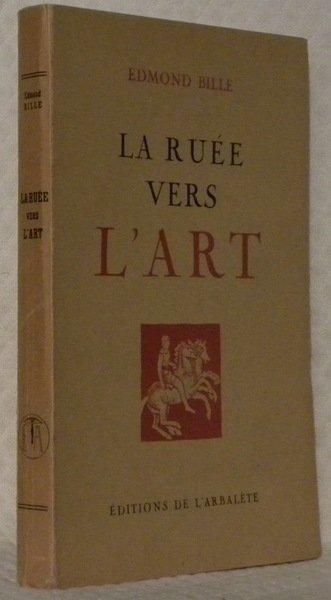 EDMOND BILLE
LA RUÉE
VERS
L'ART
ÉDITIONS DE L'ARBALÈTE
Edmond
BILLE
LA RUÉE
VERS
L'ART